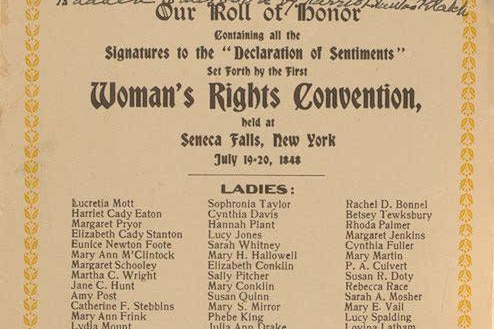 Our Roll of Honor
Containing all the
Signatures to the "Declaration of Sentiments"
Set Forth by the First
Woman's Rights Convention,
held at
Seneca Falls, New York
July 19-20, 1848
LADIES:
Lucretia Mott
Harriet Cady Eaton
Margaret Pryor
Elizabeth Cady Stanton
Eunice Newton Foote
Mary Ann M'Clintock
Margaret Schooley
Martha C. Wright
Jane C. Hunt
Amy Post
Catherine F. Stebbins
Mary Ann Frink
Lydia Mount
Sophronia Taylor
Cynthia Davis
Hannah Plant
Lucy Jones
Sarah Whitney
Mary H. Hallowell
Elizabeth Conklin
Sally Pitcher
Mary Conklin
Susan Quinn
Mary S. Mirror
Phebe King
Julia Ann Drake
Rachel D. Bonnel
Betsey Tewksbury
Rhoda Palmer
Margaret Jenkins
Cynthia Fuller
Mary Martin
P. A. Culvert
Susan R. Doty
Rebecca Race
Sarah A. Mosher
Mary E. Vail
Lucy Spalding
Lovina Latham